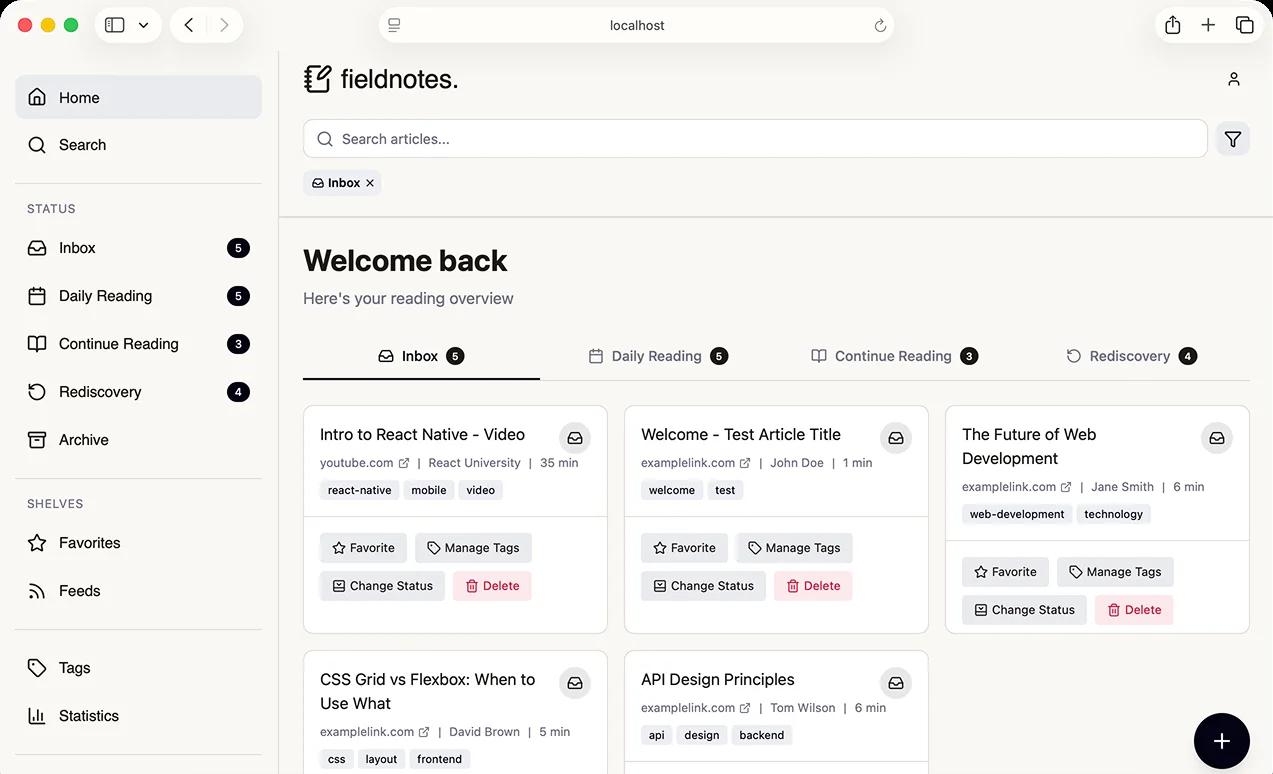 localhost
Home
Search
STATUS
Inbox 5
Daily Reading 5
Continue Reading 3
Rediscovery 4
Archive
SHELVES
Favorites
Feeds
Tags
Statistics
fieldnotes.
Search articles...
Inbox ×
Welcome back
Here's your reading overview
Inbox 5 Daily Reading 5 Continue Reading 3 Rediscovery 4
Intro to React Native - Video
youtube.com | React University | 35 min
react-native mobile video
Favorite Manage Tags
Change Status Delete
Welcome - Test Article Title
examplelink.com | John Doe | 1 min
welcome test
Favorite Manage Tags
Change Status Delete
The Future of Web
Development
examplelink.com | Jane Smith | 6 min
web-development technology
Favorite Manage Tags
Change Status Delete
CSS Grid vs Flexbox: When to
Use What
examplelink.com | David Brown | 5 min
css layout frontend
API Design Principles
examplelink.com | Tom Wilson | 6 min
api design backend